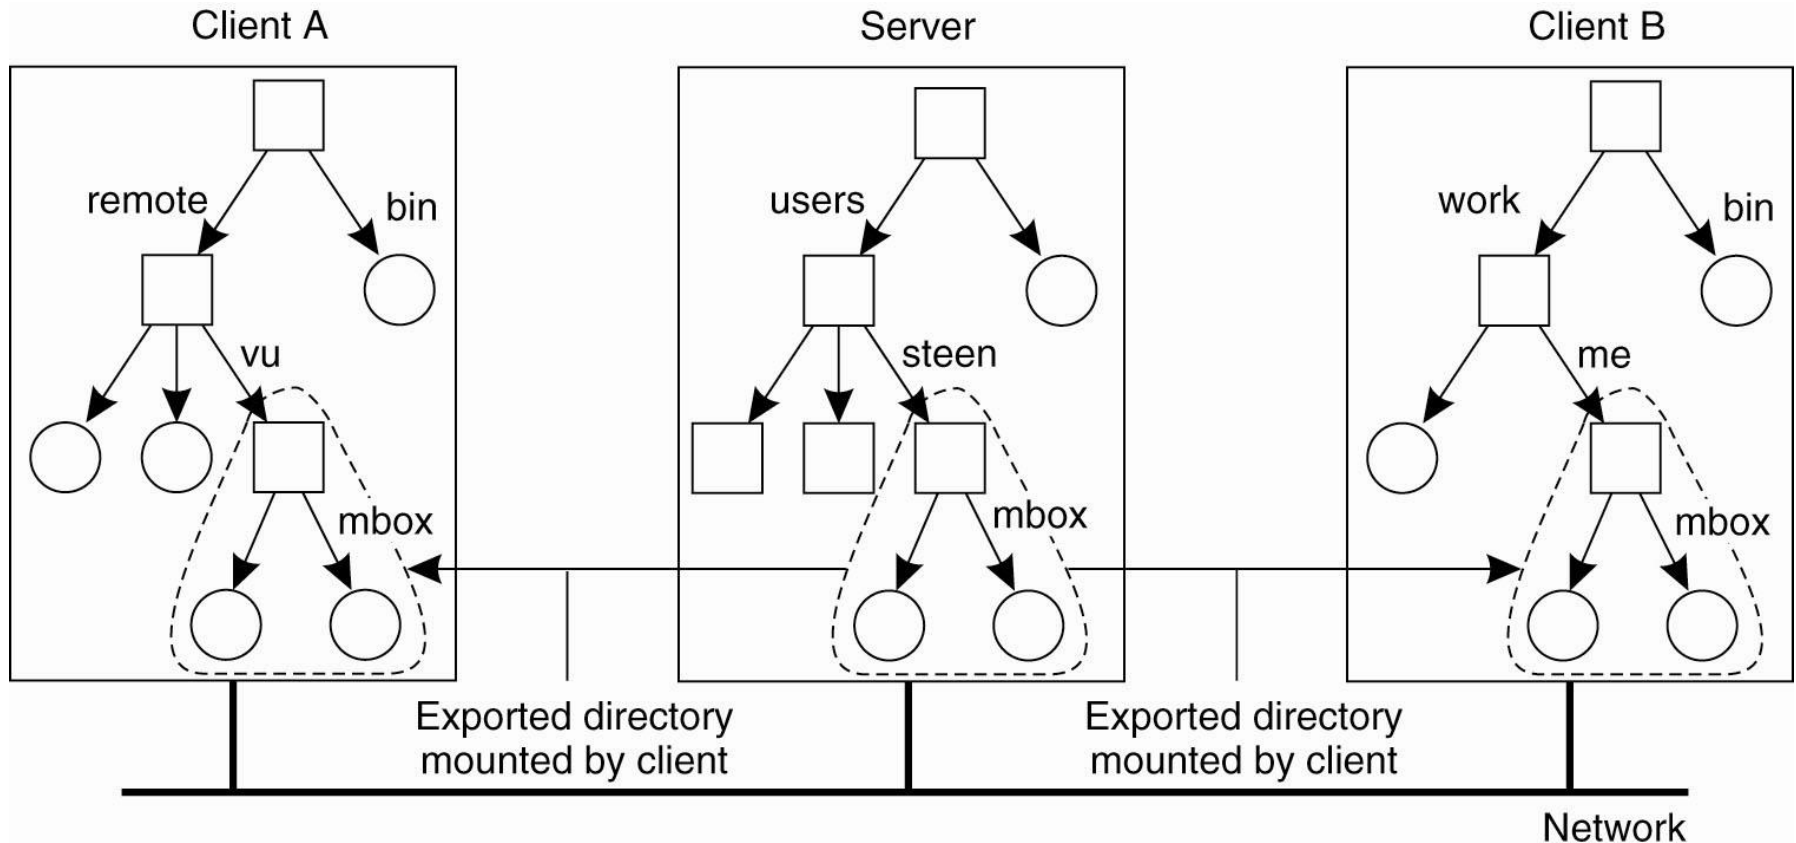 Client A
Server
Client B
remote
bin
users
work
bin
vu
steen
me
mbox
mbox
mbox
Exported directory
mounted by client
Exported directory
mounted by client
Network